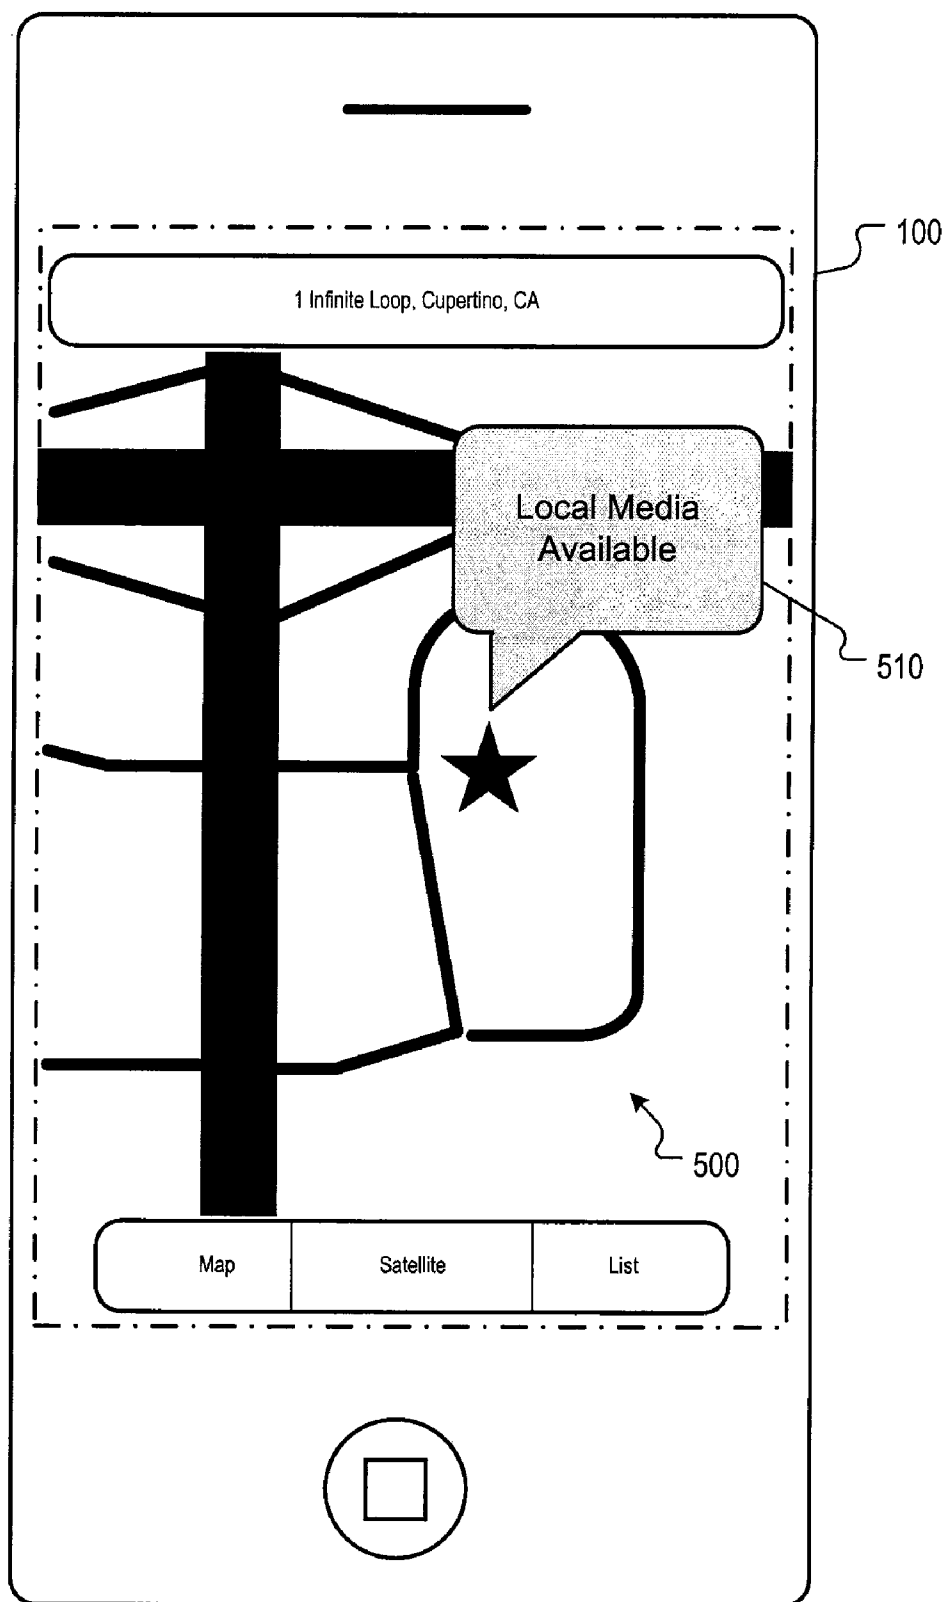 100
1 Infinite Loop, Cupertino, CA
Local Media
Available
510
500
Map
Satellite
List